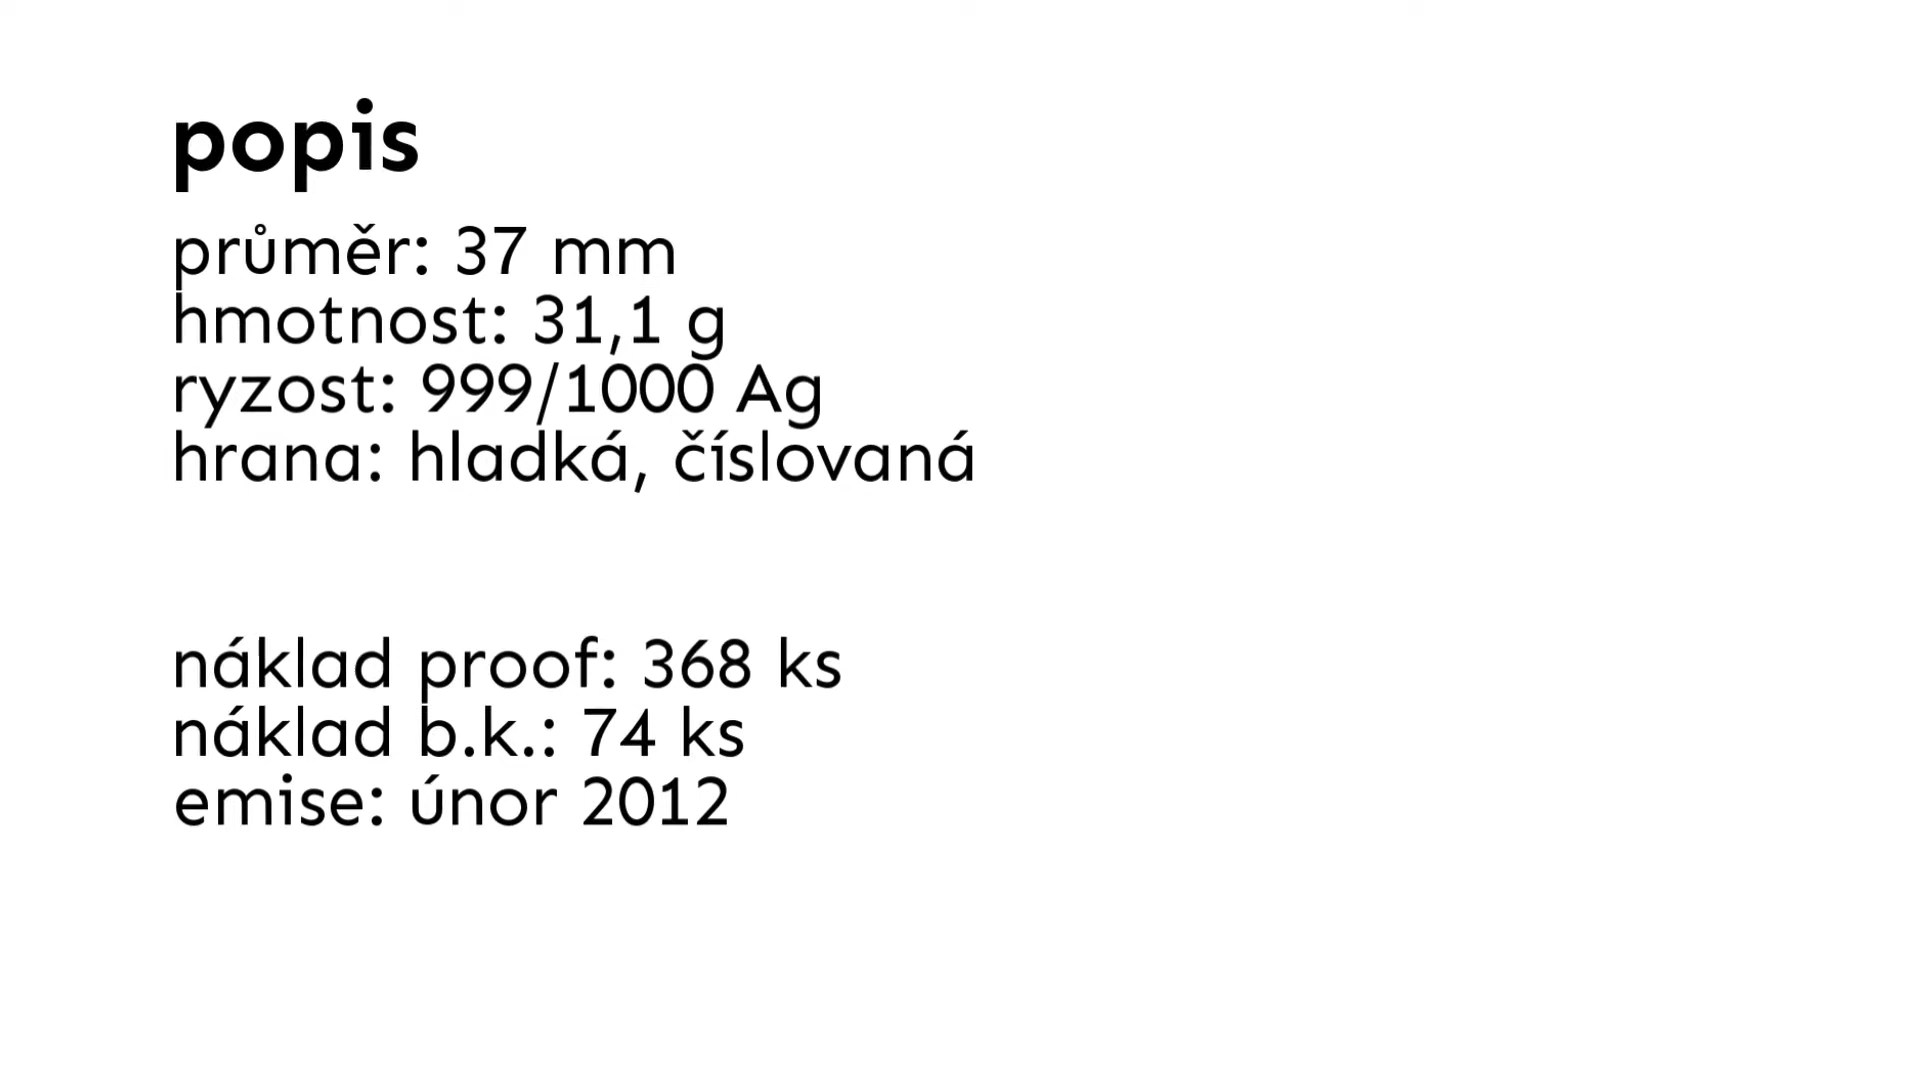 popis
průměr: 37 mm
hmotnost: 31,1 g
ryzost: 999/1000 Ag
hrana: hladká, číslovaná
náklad proof: 368 ks
náklad b.k.: 74 ks
emise: únor 2012